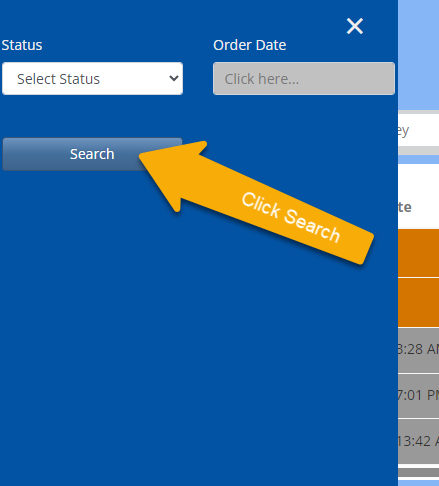 Status
Order Date
Select Status
Click here...
ey
Search
te
Click Search
3:28 AM
7:01 PM
13:42 A